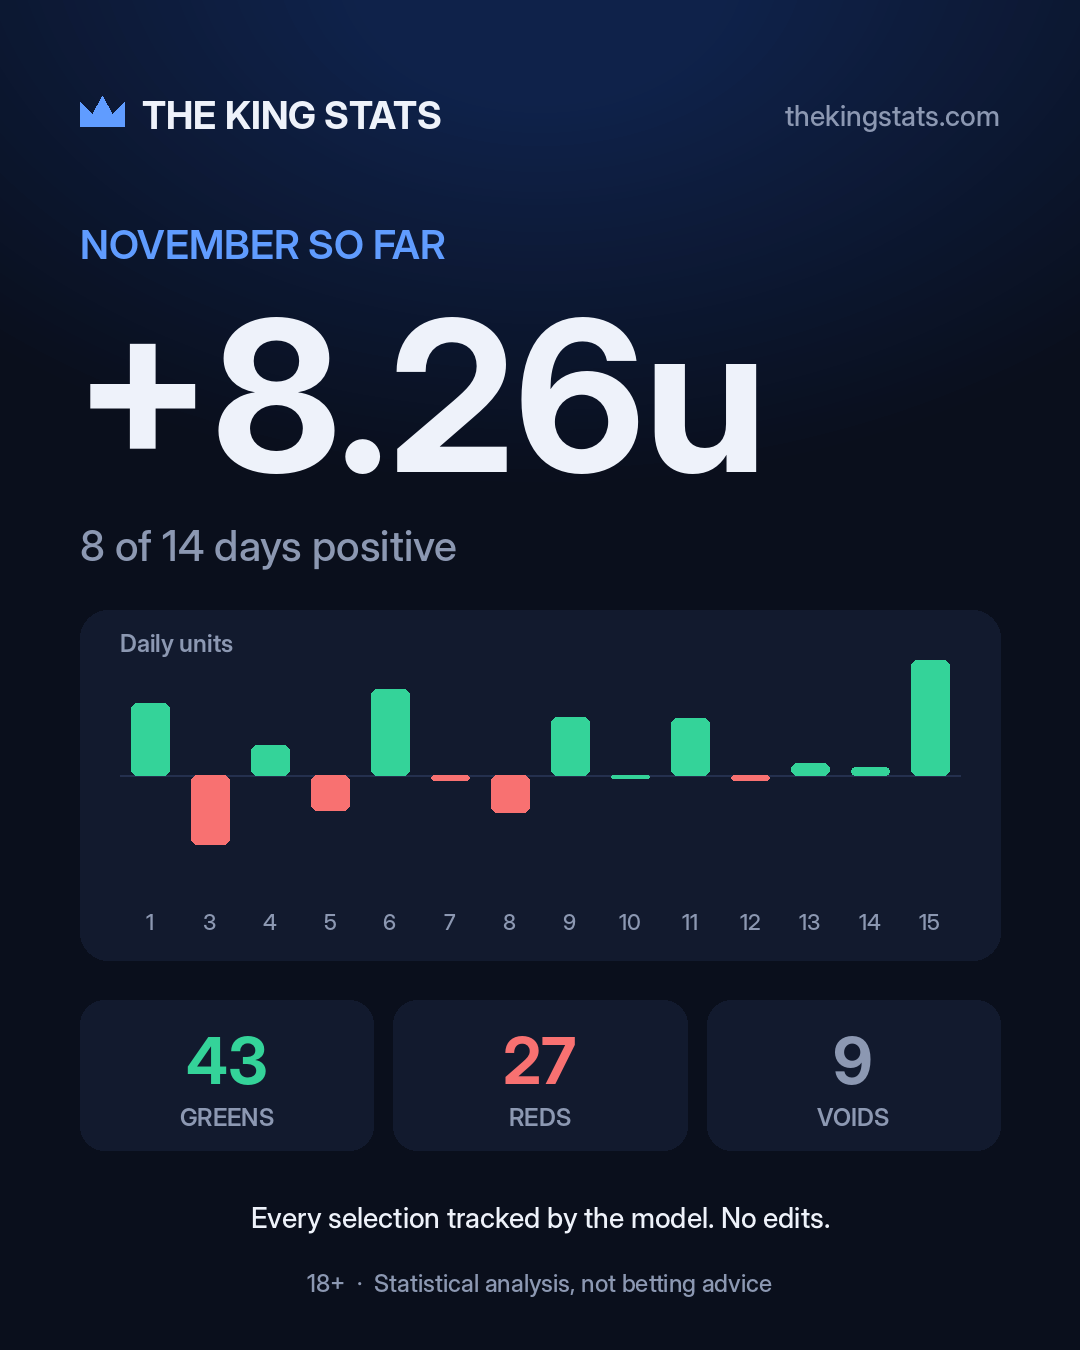 THE KING STATS
thekingstats.com
NOVEMBER SO FAR
+8.26u
8 of 14 days positive
Daily units
1 3 4 5 6 7 8 9 10 11 12 13 14 15
43
GREENS
27
REDS
9
VOIDS
Every selection tracked by the model. No edits.
18+ · Statistical analysis, not betting advice